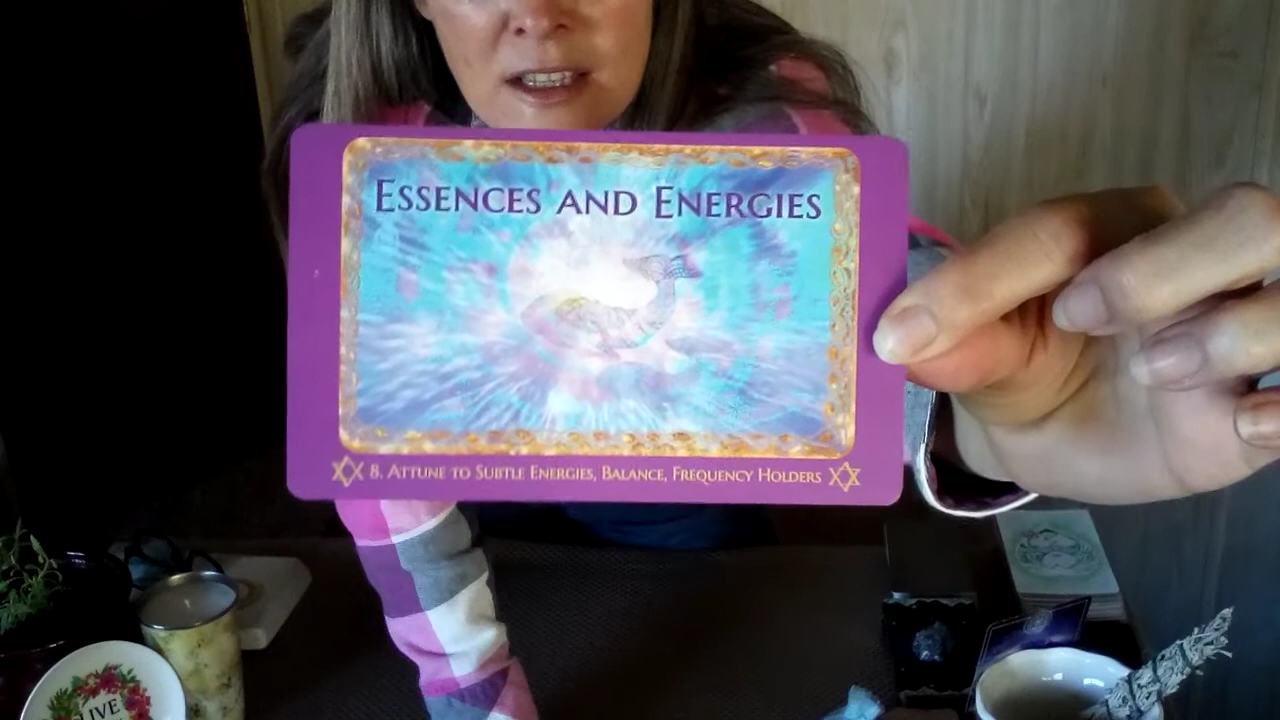 Essences and Energies
8. Attune to Subtle Energies, Balance, Frequency Holders
LIVE